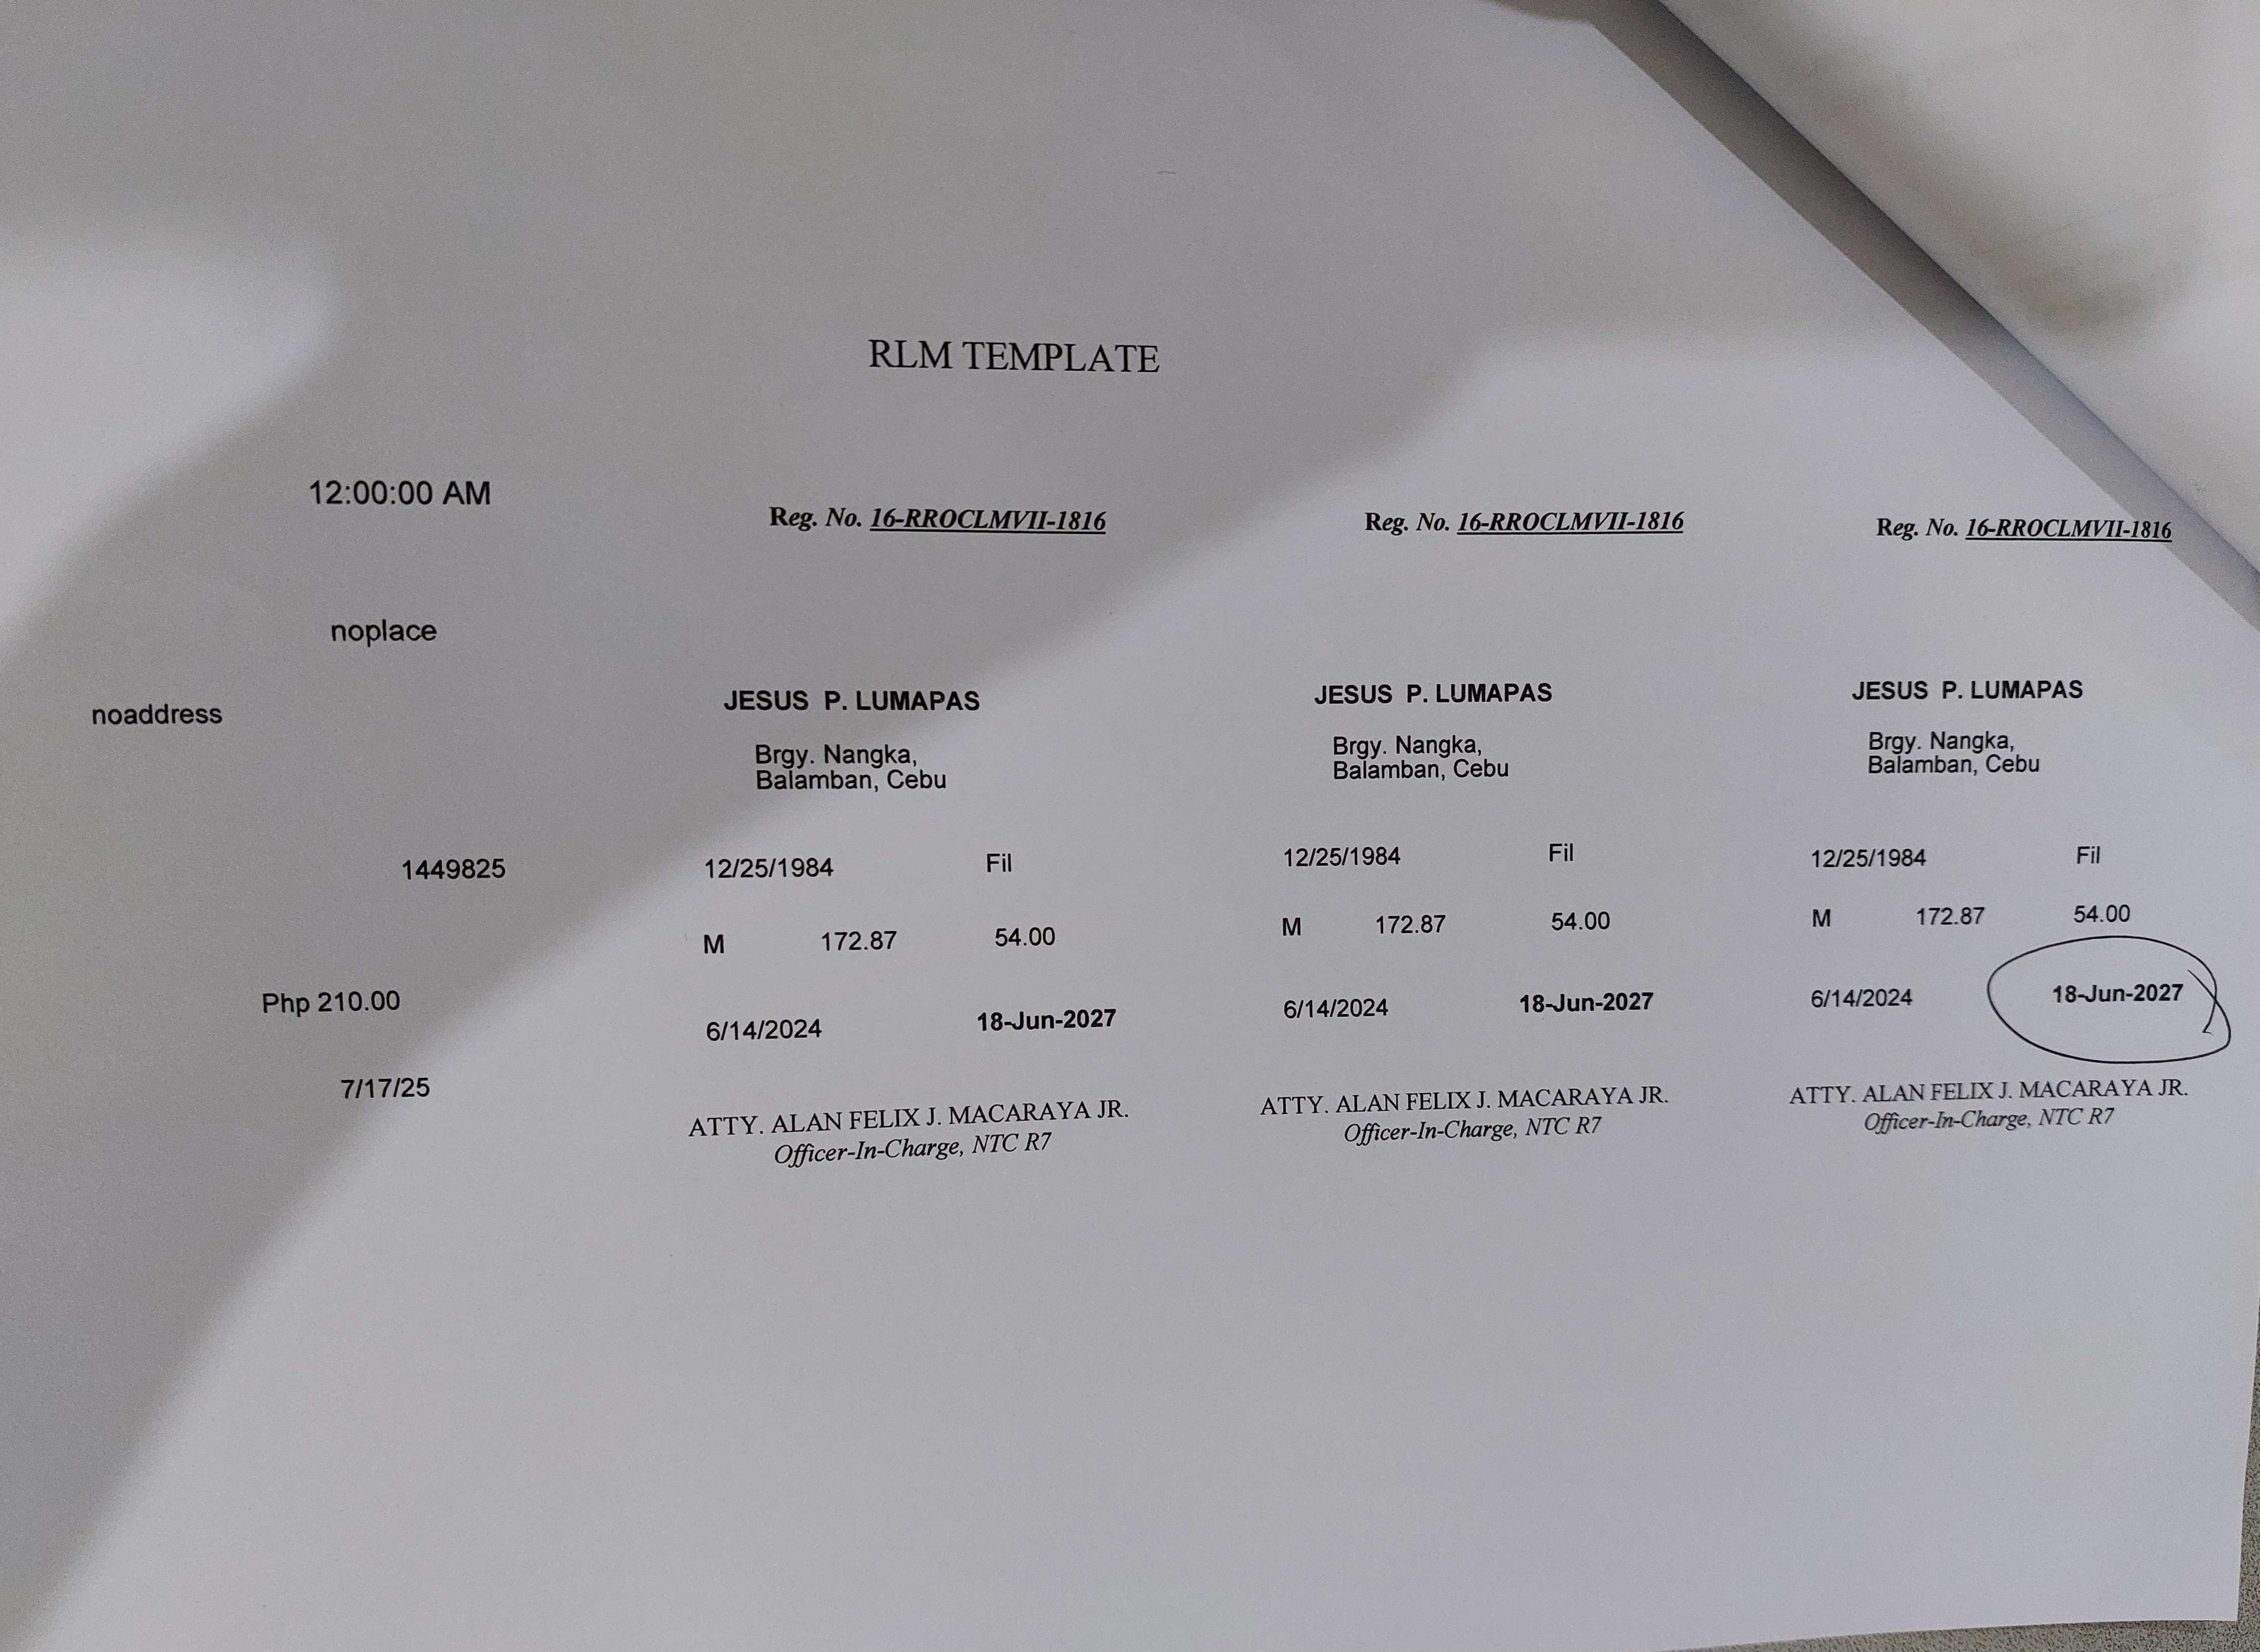 RLM TEMPLATE
12:00:00 AM
noplace
noaddress
1449825
Php 210.00
7/17/25
Reg. No. 16-RROCLMVII-1816
JESUS P. LUMAPAS
Brgy. Nangka,
Balamban, Cebu
12/25/1984 Fil
M 172.87 54.00
6/14/2024 18-Jun-2027
ATTY. ALAN FELIX J. MACARAYA JR.
Officer-In-Charge, NTC R7
Reg. No. 16-RROCLMVII-1816
JESUS P. LUMAPAS
Brgy. Nangka,
Balamban, Cebu
12/25/1984 Fil
M 172.87 54.00
6/14/2024 18-Jun-2027
ATTY. ALAN FELIX J. MACARAYA JR.
Officer-In-Charge, NTC R7
Reg. No. 16-RROCLMVII-1816
JESUS P. LUMAPAS
Brgy. Nangka,
Balamban, Cebu
12/25/1984 Fil
M 172.87 54.00
6/14/2024 18-Jun-2027
ATTY. ALAN FELIX J. MACARAYA JR.
Officer-In-Charge, NTC R7